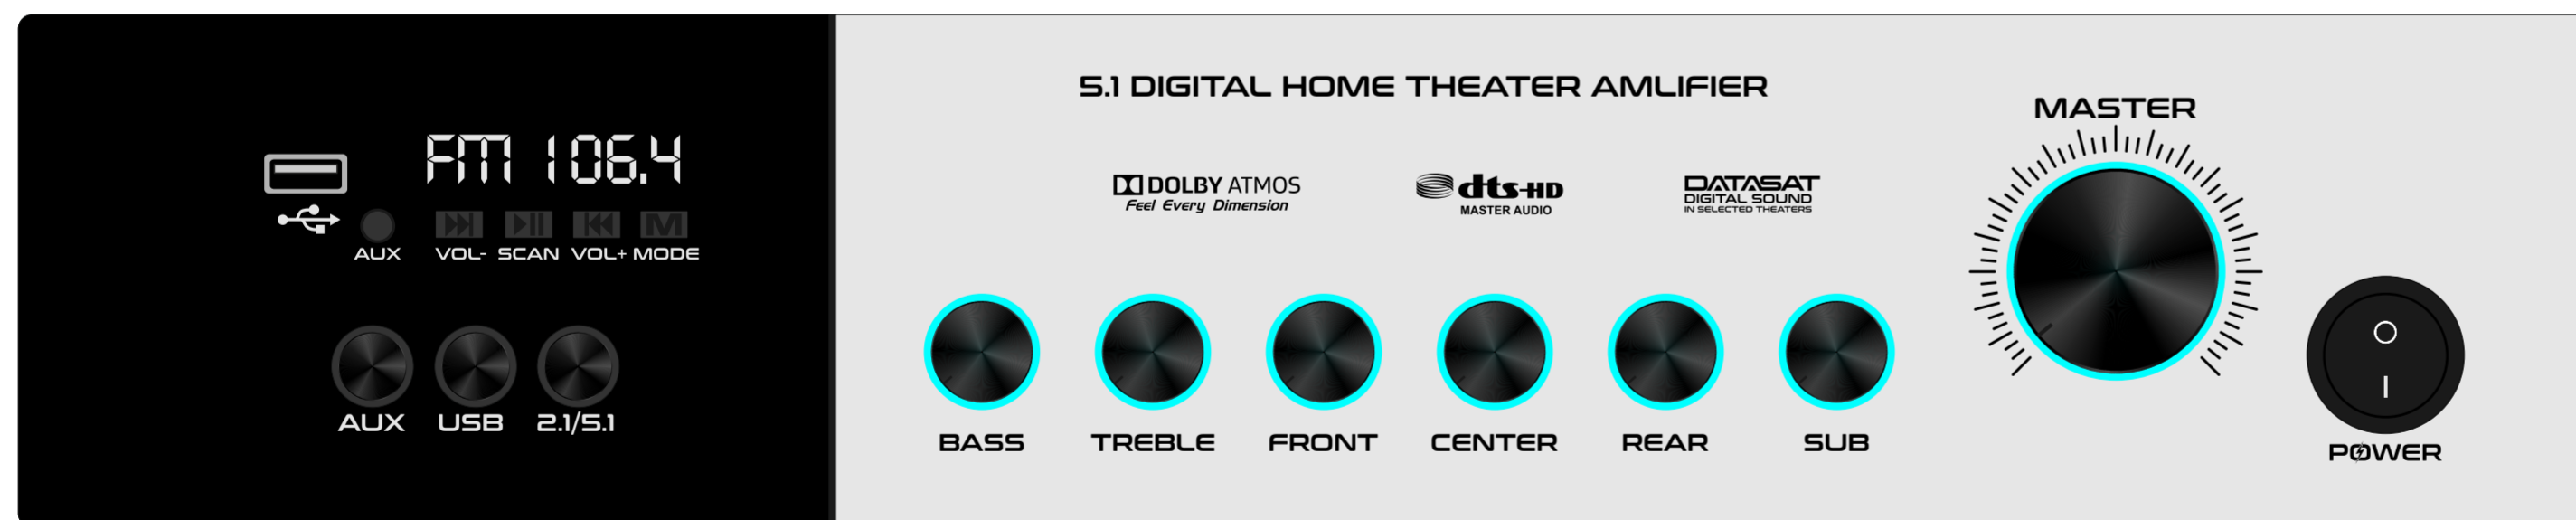 FM 106.4
AUX
VOL- SCAN VOL+ MODE
M
AUX USB 2.1/5.1
5.1 DIGITAL HOME THEATER AMLIFIER
DOLBY ATMOS
Feel Every Dimension
dts-HD
MASTER AUDIO
DATASAT
DIGITAL SOUND
IN SELECTED THEATERS
BASS TREBLE FRONT CENTER REAR SUB
MASTER
POWER